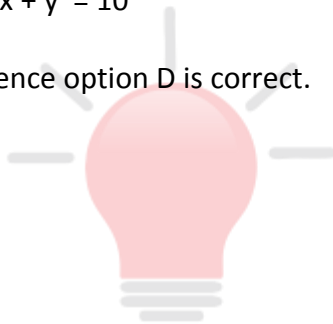 x + y = 10
ence option D is correct.